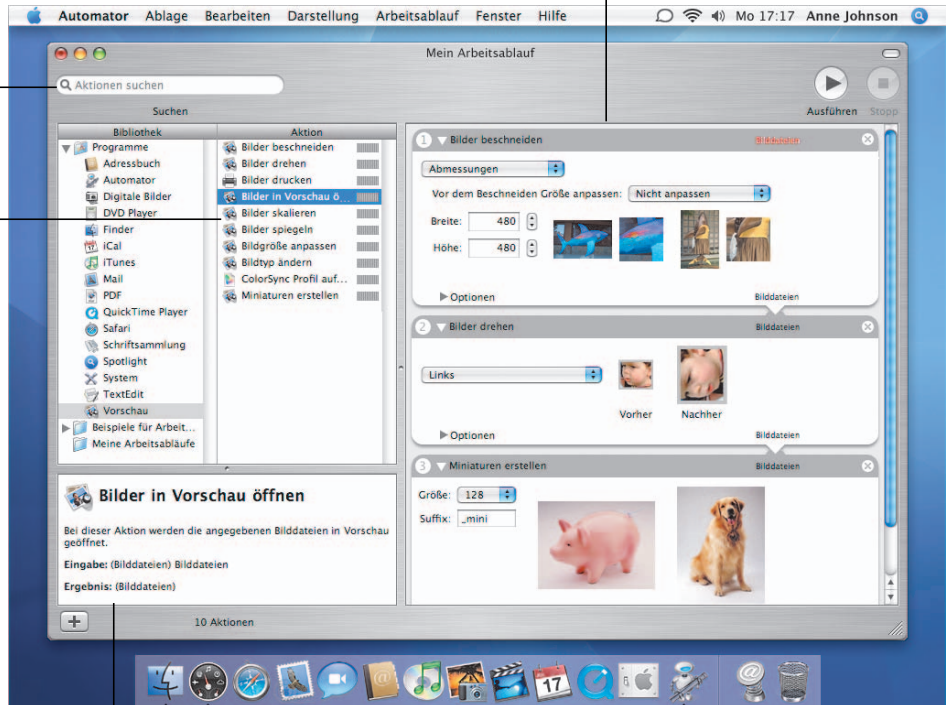 Automator Ablage Bearbeiten Darstellung Arbeitsablauf Fenster Hilfe Mo 17:17 Anne Johnson
Mein Arbeitsablauf
Aktionen suchen
Suchen
Ausführen Stopp
Bibliothek
Programme
Adressbuch
Automator
Digitale Bilder
DVD Player
Finder
iCal
iTunes
Mail
PDF
QuickTime Player
Safari
Schriftsammlung
Spotlight
System
TextEdit
Vorschau
Beispiele für Arbeit...
Meine Arbeitsabläufe
Aktion
Bilder beschneiden
Bilder drehen
Bilder drucken
Bilder in Vorschau ö...
Bilder skalieren
Bilder spiegeln
Bildgröße anpassen
Bildtyp ändern
ColorSync Profil auf...
Miniaturen erstellen
Bilder in Vorschau öffnen
Bei dieser Aktion werden die angegebenen Bilddateien in Vorschau
geöffnet.
Eingabe: (Bilddateien) Bilddateien
Ergebnis: (Bilddateien)
10 Aktionen
1 Bilder beschneiden Bilddateien
Abmessungen
Vor dem Beschneiden Größe anpassen: Nicht anpassen
Breite: 480
Höhe: 480
Optionen Bilddateien
2 Bilder drehen Bilddateien
Links
Vorher Nachher
Optionen Bilddateien
3 Miniaturen erstellen Bilddateien
Größe: 128
Suffix: _mini
17